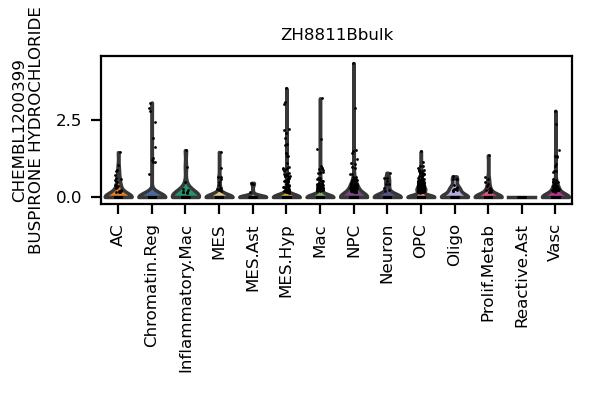 ZH8811Bbulk
CHEMBL1200399
BUSPIRONE HYDROCHLORIDE
2.5
0.0
AC
Chromatin.Reg
Inflammatory.Mac
MES
MES.Ast
MES.Hyp
Mac
NPC
Neuron
OPC
Oligo
Prolif.Metab
Reactive.Ast
Vasc